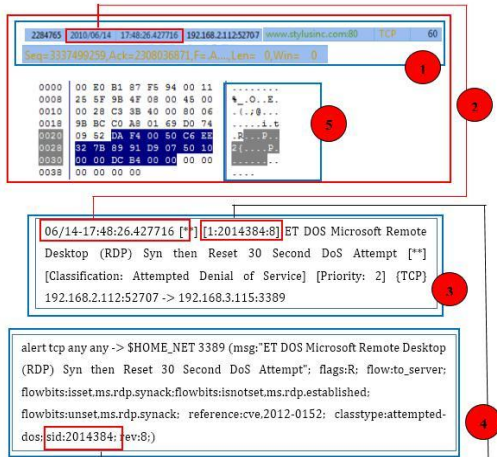 2284765 2010/06/14 17:48:26.427716 192.168.2.112:52707 www.stylusinc.com:80 TCP 60
Seq=3337499259,Ack=2308036871,F=.A...,Len= 0,Win= 0
1
2
0000 00 E0 B1 87 F5 94 00 11 ........
0008 25 5F 9B 4F 08 00 45 00 %_.O..E.
0010 00 28 C3 3B 40 00 80 06 .(.;@...
0018 9B BC C0 A8 01 69 D0 74 .....i.t
0020 09 52 DA F4 00 50 C6 EE .R...P..
0028 32 7B 89 91 D9 07 50 10 2{....P.
0030 00 00 DC B4 00 00 00 00 ........
0038 00 00 00 00 ....
5
06/14-17:48:26.427716 [**] [1:2014384:8] ET DOS Microsoft Remote
Desktop (RDP) Syn then Reset 30 Second DoS Attempt [**]
[Classification: Attempted Denial of Service] [Priority: 2] {TCP}
192.168.2.112:52707 -> 192.168.3.115:3389
3
alert tcp any any -> $HOME_NET 3389 (msg:"ET DOS Microsoft Remote Desktop
(RDP) Syn then Reset 30 Second DoS Attempt"; flags:R; flow:to_server;
flowbits:isset,ms.rdp.synack;flowbits:isnotset,ms.rdp.established;
flowbits:unset,ms.rdp.synack; reference:cve,2012-0152; classtype:attempted-
dos; sid:2014384; rev:8;)
4